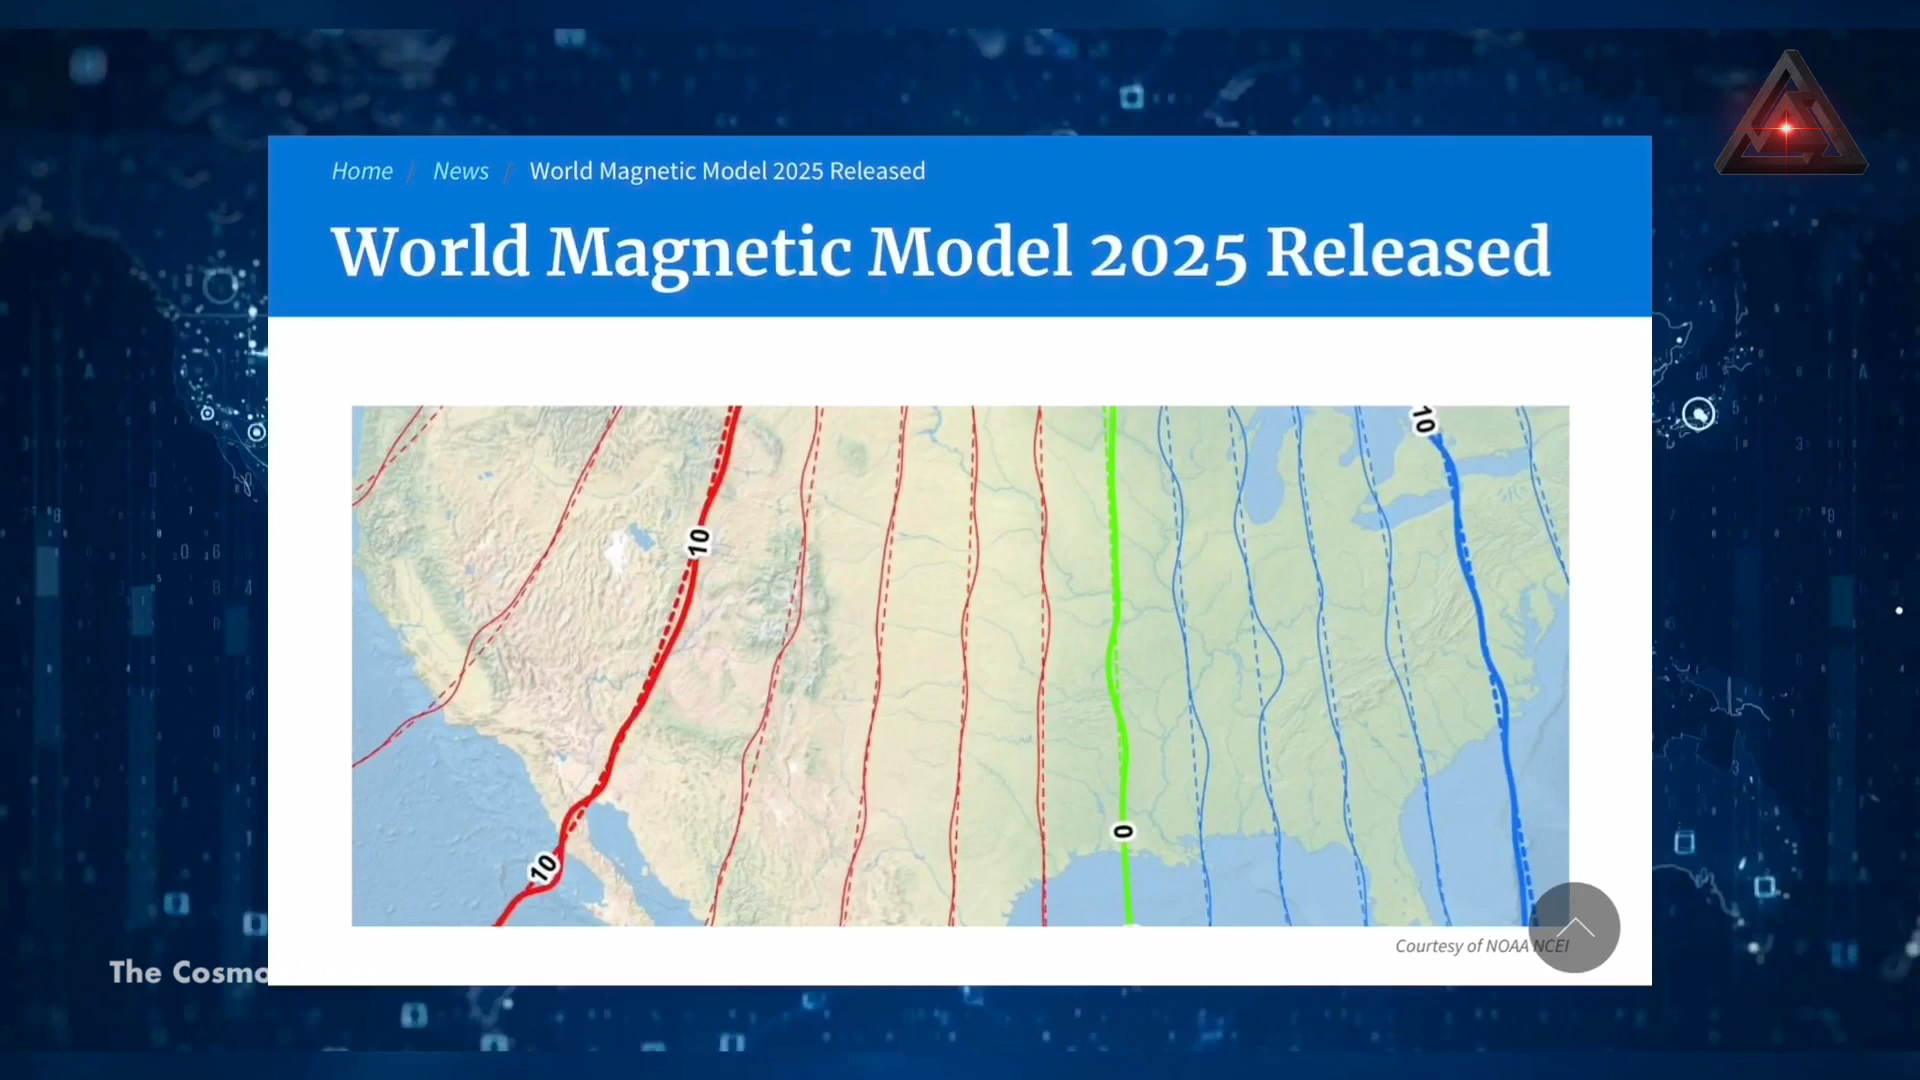 Home / News / World Magnetic Model 2025 Released
World Magnetic Model 2025 Released
10
10
10
0
Courtesy of NOAA NCEI
The Cosmo